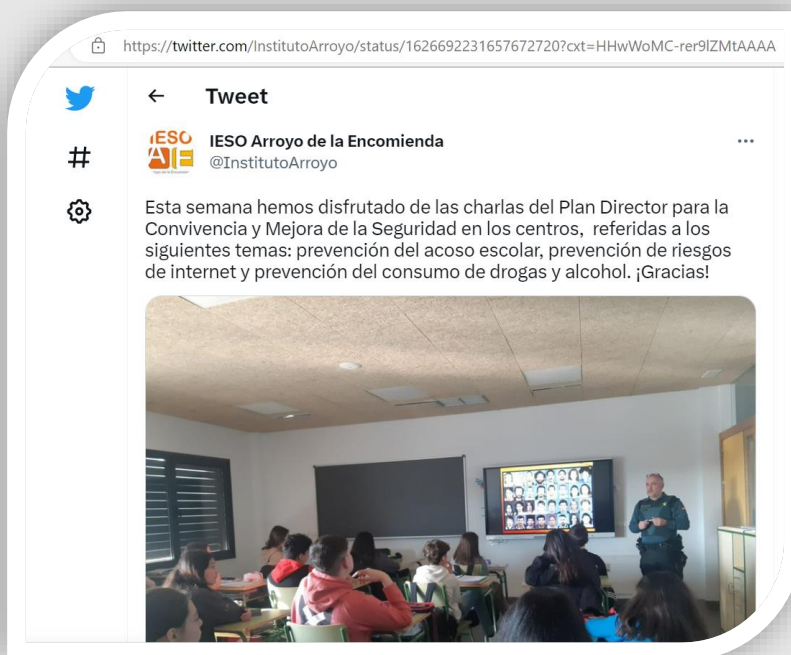 https://twitter.com/InstitutoArroyo/status/1626692231657672720?cxt=HHwWoMC-rer9lZMtAAAA
Tweet
IESO
IESO Arroyo de la Encomienda
@InstitutoArroyo
Esta semana hemos disfrutado de las charlas del Plan Director para la
Convivencia y Mejora de la Seguridad en los centros,  referidas a los
siguientes temas: prevención del acoso escolar, prevención de riesgos
de internet y prevención del consumo de drogas y alcohol. ¡Gracias!